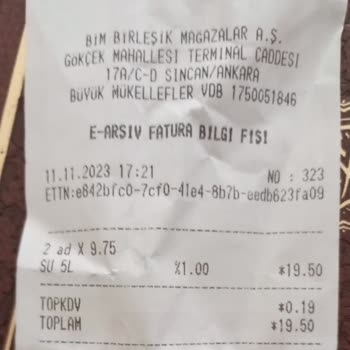 BİM BİRLEŞİK MAĞAZALAR A.Ş.
GÖKÇEK MAHALLESİ TERMİNAL CADDESİ
17A/C-D SİNCAN/ANKARA
BÜYÜK MÜKELLEFLER VDB 1750051846
E-ARŞİV FATURA BİLGİ FİŞİ
11.11.2023 17:21 NO : 323
ETTN:e842bfc0-7cf0-41e4-8b7b-aedb623fa09
2 ad X 9.75
SU 5L %1.00 *19.50
TOPKDV *0.19
TOPLAM *19.50